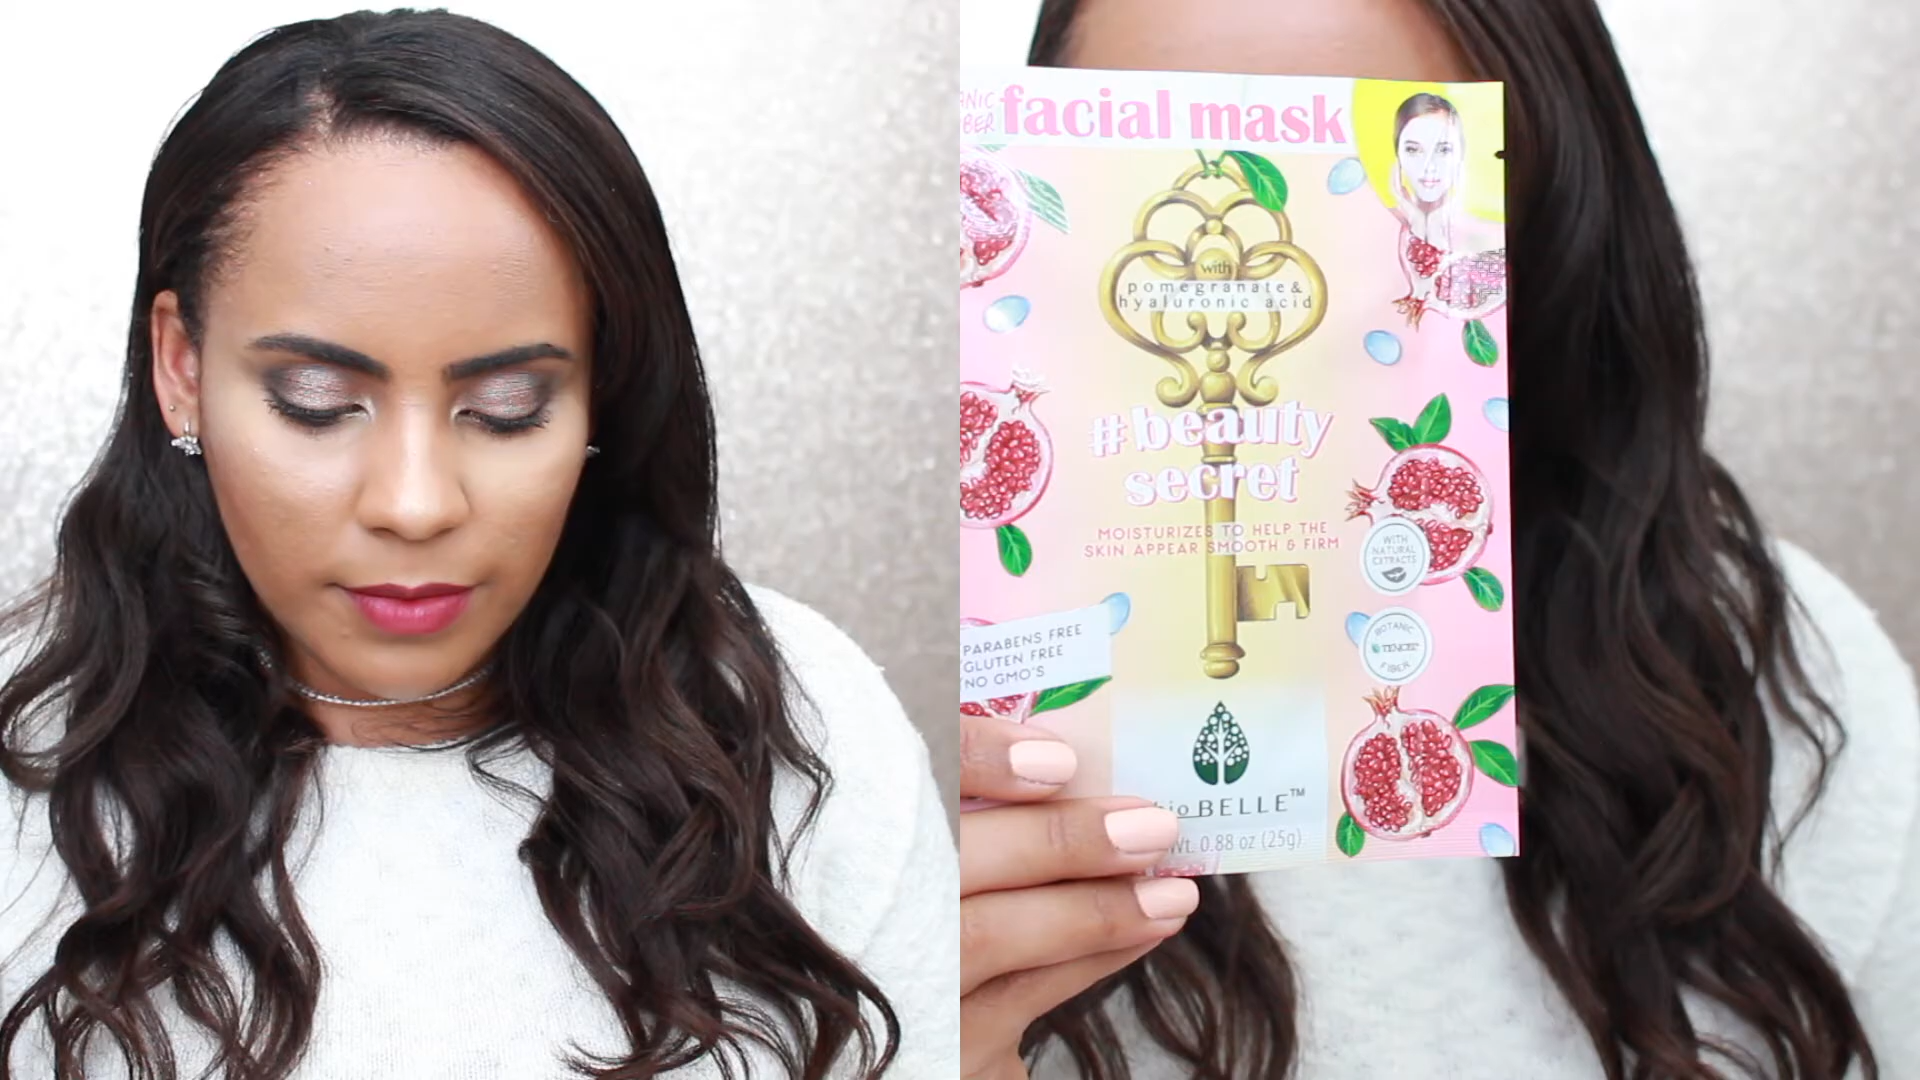 facial mask
with
pomegranate &
hyaluronic acid
#beauty
secret
MOISTURIZES TO HELP THE
SKIN APPEAR SMOOTH & FIRM
WITH
NATURAL
EXTRACTS
BOTANIC
TENCEL
FIBER
PARABENS FREE
GLUTEN FREE
NO GMO'S
bio BELLE™
Wt. 0.88 oz (25g)